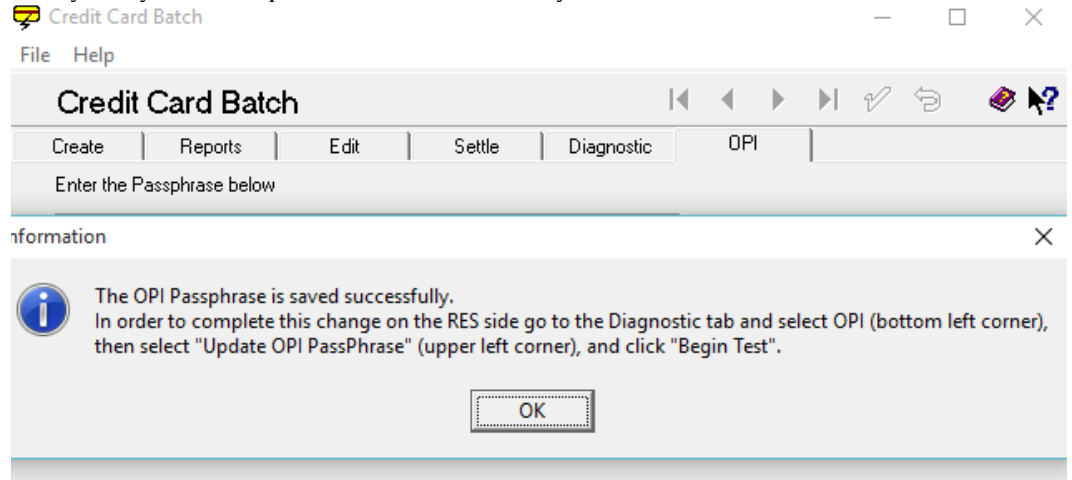 Credit Card Batch
File Help
Credit Card Batch
Create Reports Edit Settle Diagnostic OPI
Enter the Passphrase below
nformation
The OPI Passphrase is saved successfully.
In order to complete this change on the RES side go to the Diagnostic tab and select OPI (bottom left corner),
then select "Update OPI PassPhrase" (upper left corner), and click "Begin Test".
OK